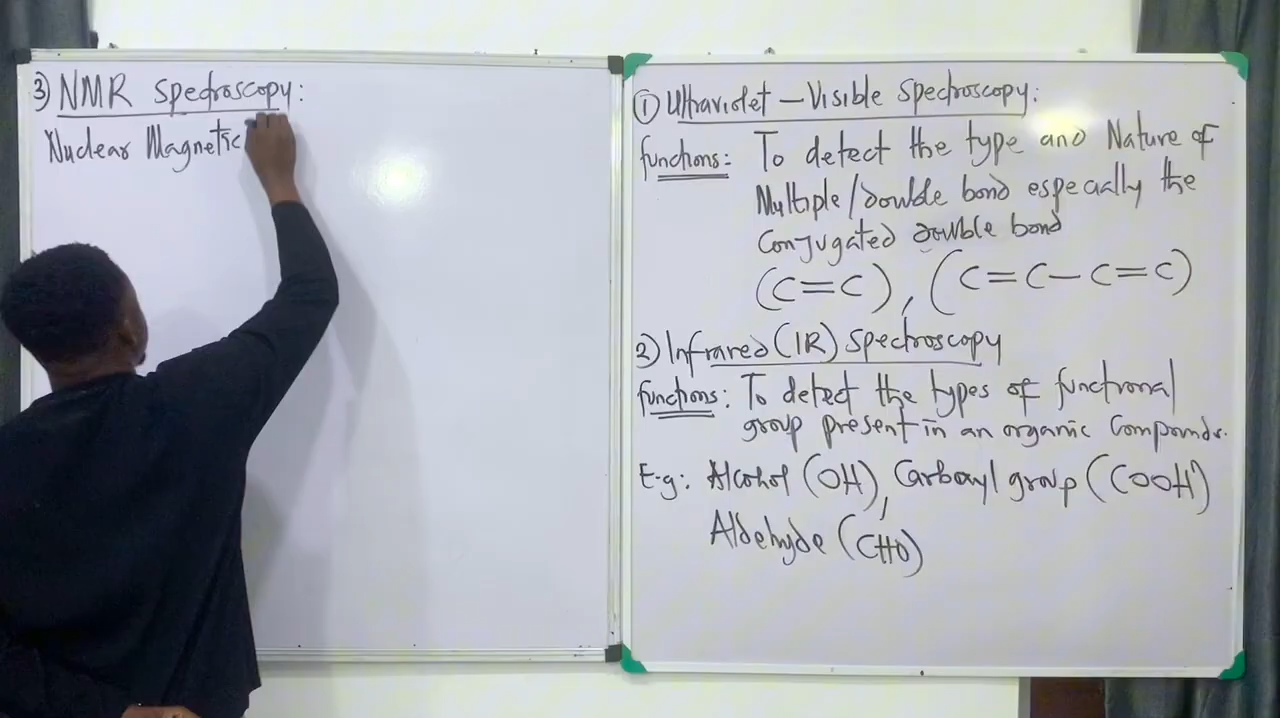 3) NMR Spectroscopy:
Nuclear Magnetic
① Ultraviolet – Visible Spectroscopy:
functions: To detect the type and Nature of
Multiple/double bond especially the
Conjugated double bond
(C=C), (C=C–C=C)
2) Infrared (IR) Spectroscopy
functions: To detect the types of functional
group present in an organic Compounds.
E.g: Alcohol (OH), Carboxyl group (COOH)
Aldehyde (CHO)